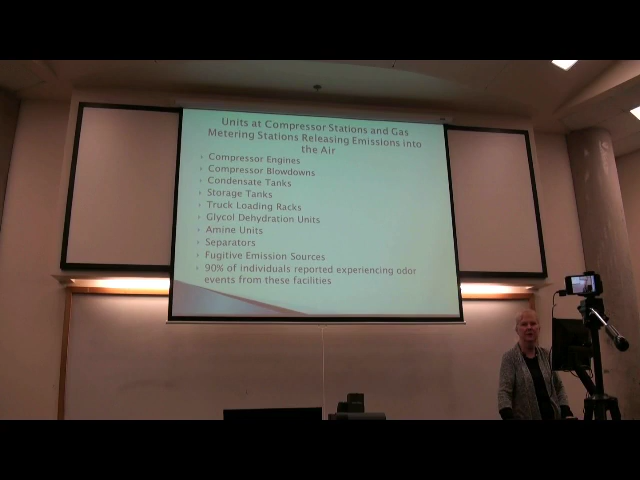 Units at Compressor Stations and Gas
Metering Stations Releasing Emissions into
the Air
Compressor Engines
Compressor Blowdowns
Condensate Tanks
Storage Tanks
Truck Loading Racks
Glycol Dehydration Units
Amine Units
Separators
Fugitive Emission Sources
90% of individuals reported experiencing odor
events from these facilities